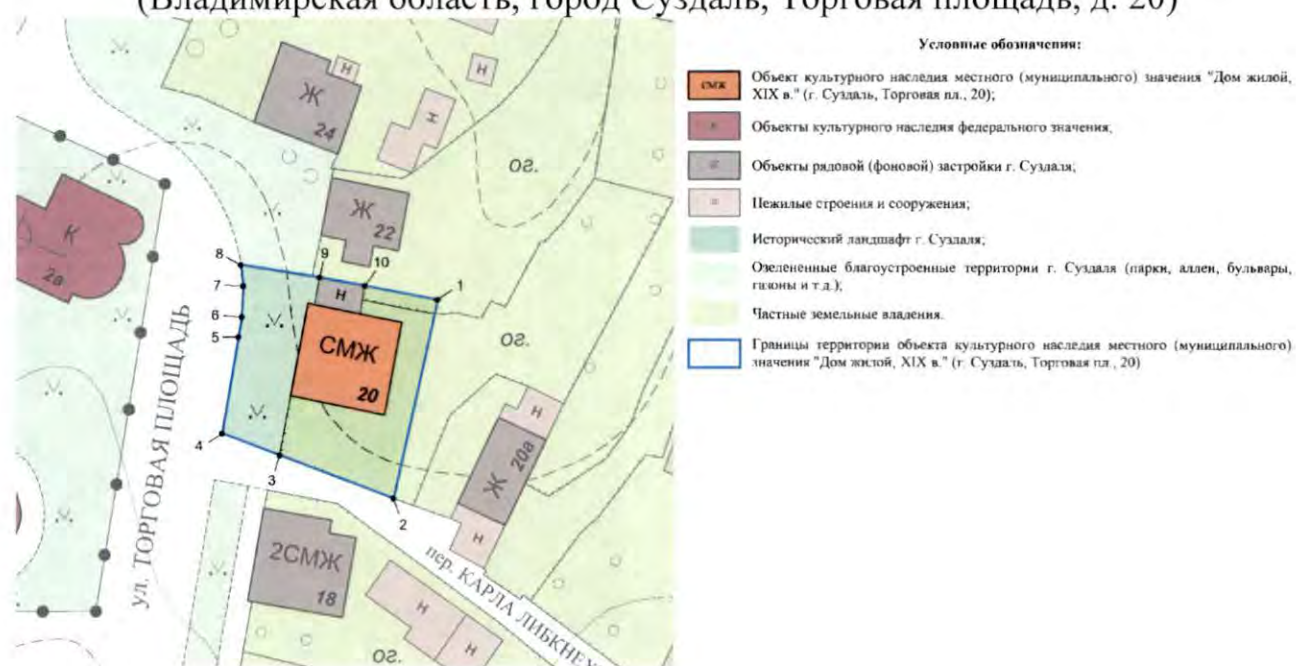 (Владимирская область, город Суздаль, Торговая площадь, д. 20)
Условные обозначения:
СМЖ
Объект культурного наследия местного (муниципального) значения "Дом жилой,
XIX в." (г. Суздаль, Торговая пл., 20);
К
Объекты культурного наследия федерального значения;
Объекты рядовой (фоновой) застройки г. Суздаля;
Нежилые строения и сооружения;
Исторический ландшафт г. Суздаля;
Озелененные благоустроенные территории г. Суздаля (парки, аллеи, бульвары,
газоны и т.д.);
Частные земельные владения.
Границы территории объекта культурного наследия местного (муниципального)
значения "Дом жилой, XIX в." (г. Суздаль, Торговая пл., 20)
Н
Ж
24
Н
Н
ог.
Ж
22
К
2а
8
9
10
1
7
Н
6
5
СМЖ
20
ог.
4
3
2
Н
Ж 20а
Н
ул. ТОРГОВАЯ ПЛОЩАДЬ
2СМЖ
18
пер. КАРЛА ЛИБКНЕХ
Н
Н
ог.